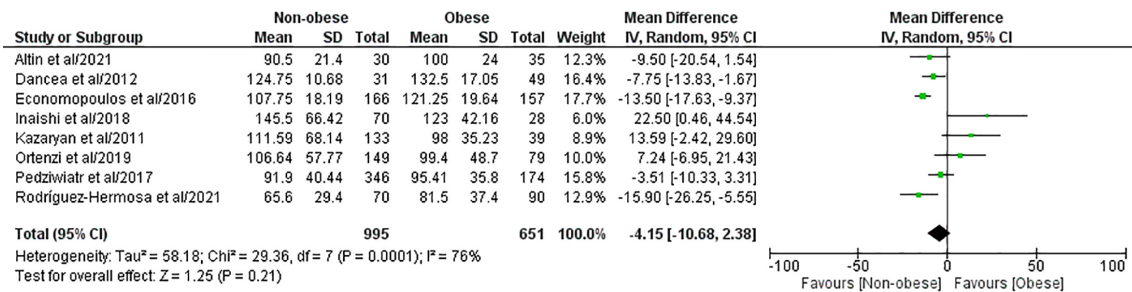 Non-obese Obese Mean Difference Mean Difference
Study or Subgroup Mean SD Total Mean SD Total Weight IV, Random, 95% CI IV, Random, 95% CI
Altin et al 2021 90.5 21.4 30 100 24 35 12.3% -9.50 [-20.54, 1.54]
Dancea et al 2012 124.75 10.68 31 132.5 17.05 49 16.4% -7.75 [-13.83, -1.67]
Economopoulos et al 2016 107.75 18.19 166 121.25 19.64 157 17.7% -13.50 [-17.63, -9.37]
Inaishi et al 2018 145.5 66.42 70 123 42.16 28 6.0% 22.50 [0.46, 44.54]
Kazaryan et al 2011 111.59 68.14 133 98 35.23 39 8.9% 13.59 [-2.42, 29.60]
Ortenzi et al 2019 106.64 57.77 149 99.4 48.7 79 10.0% 7.24 [-6.95, 21.43]
Pedziwiatr et al 2017 91.9 40.44 346 95.41 35.8 174 15.8% -3.51 [-10.33, 3.31]
Rodríguez-Hermosa et al 2021 65.6 29.4 70 81.5 37.4 90 12.9% -15.90 [-26.25, -5.55]
Total (95% CI) 995 651 100.0% -4.15 [-10.68, 2.38]
Heterogeneity: Tau² = 58.18; Chi² = 29.36, df = 7 (P = 0.0001); I² = 76%
Test for overall effect: Z = 1.25 (P = 0.21)
-100 -50 0 50 100
Favours [Non-obese] Favours [Obese]